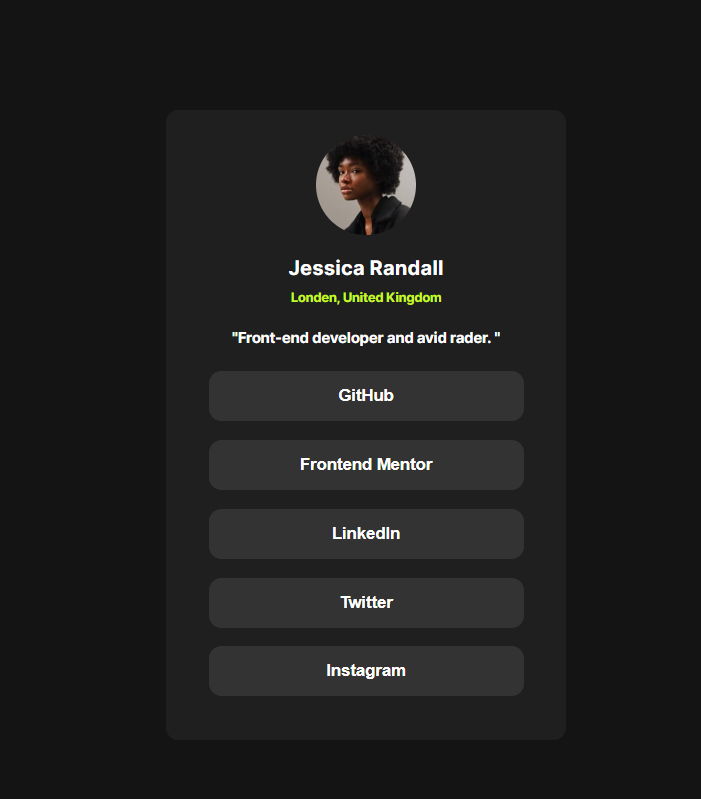 Jessica Randall
Londen, United Kingdom
"Front-end developer and avid rader. "
GitHub
Frontend Mentor
LinkedIn
Twitter
Instagram